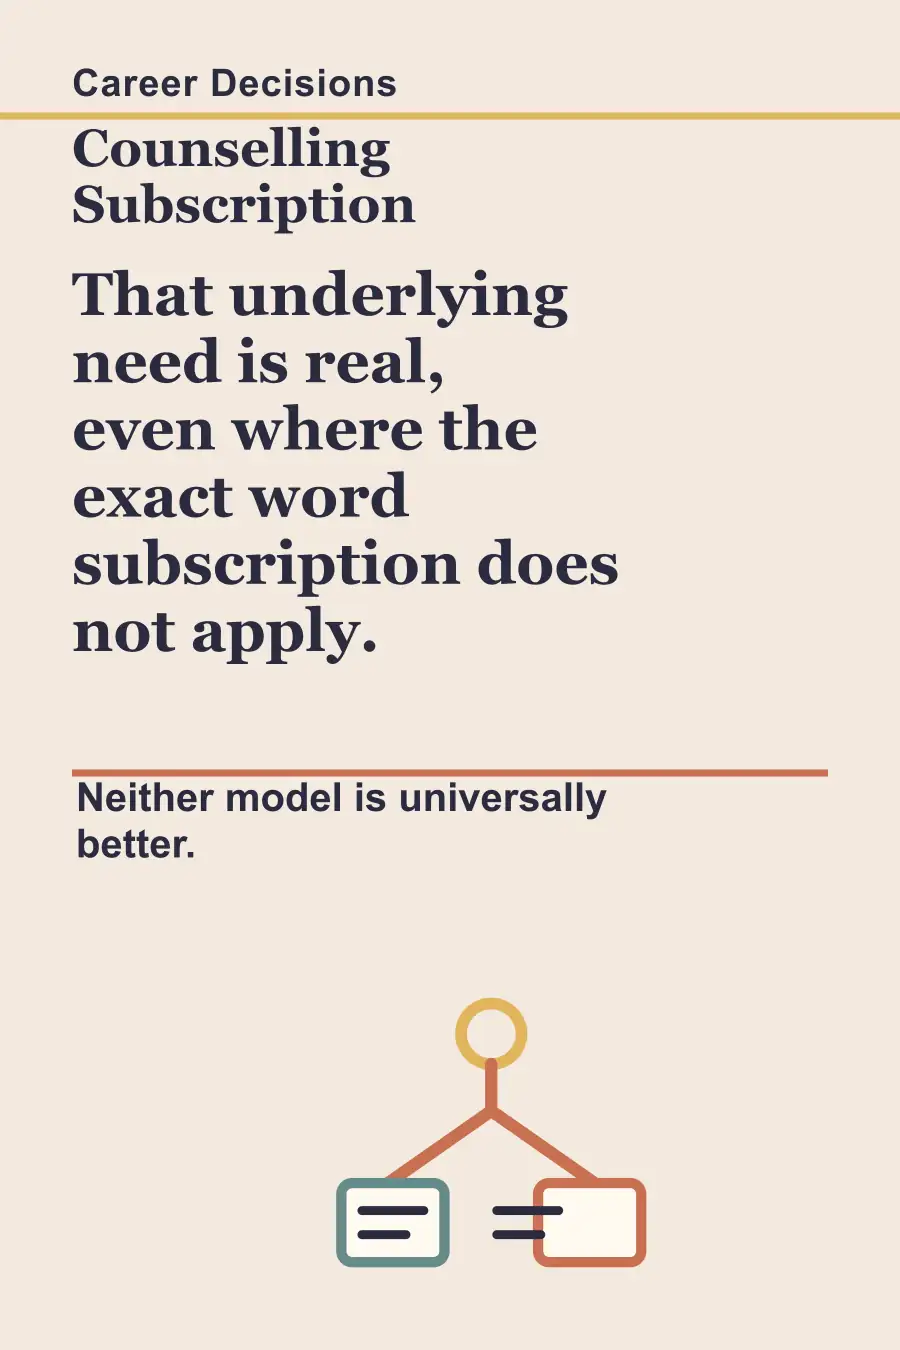 Career Decisions
Counselling
Subscription
That underlying
need is real,
even where the
exact word
subscription does
not apply.
Neither model is universally
better.